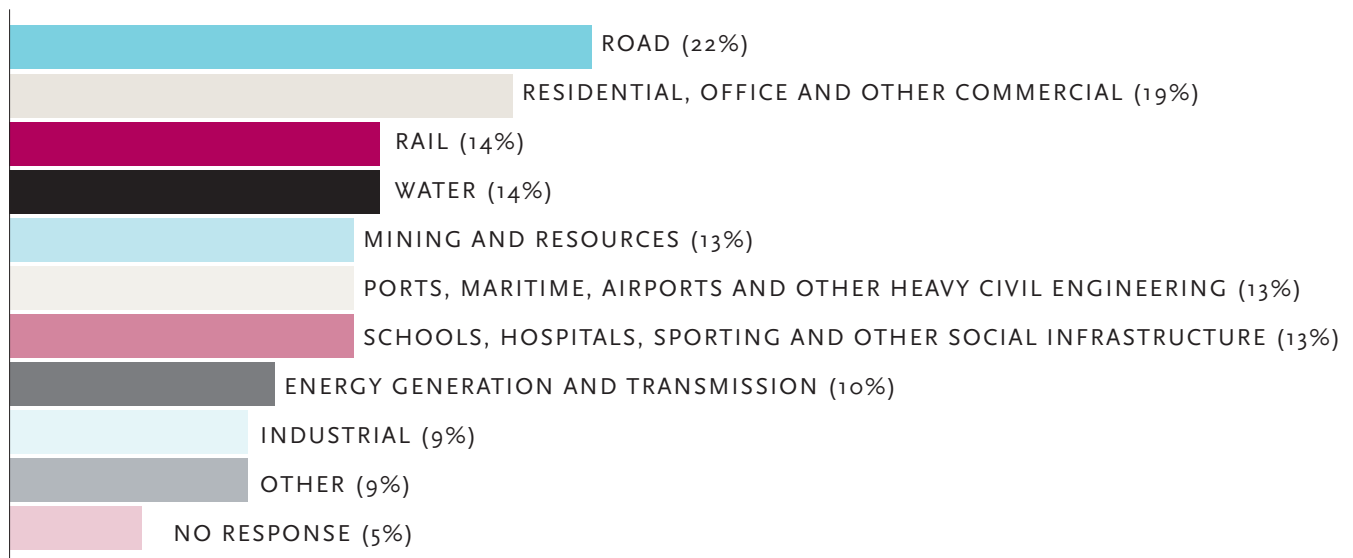 ROAD (22%)
RESIDENTIAL, OFFICE AND OTHER COMMERCIAL (19%)
RAIL (14%)
WATER (14%)
MINING AND RESOURCES (13%)
PORTS, MARITIME, AIRPORTS AND OTHER HEAVY CIVIL ENGINEERING (13%)
SCHOOLS, HOSPITALS, SPORTING AND OTHER SOCIAL INFRASTRUCTURE (13%)
ENERGY GENERATION AND TRANSMISSION (10%)
INDUSTRIAL (9%)
OTHER (9%)
NO RESPONSE (5%)